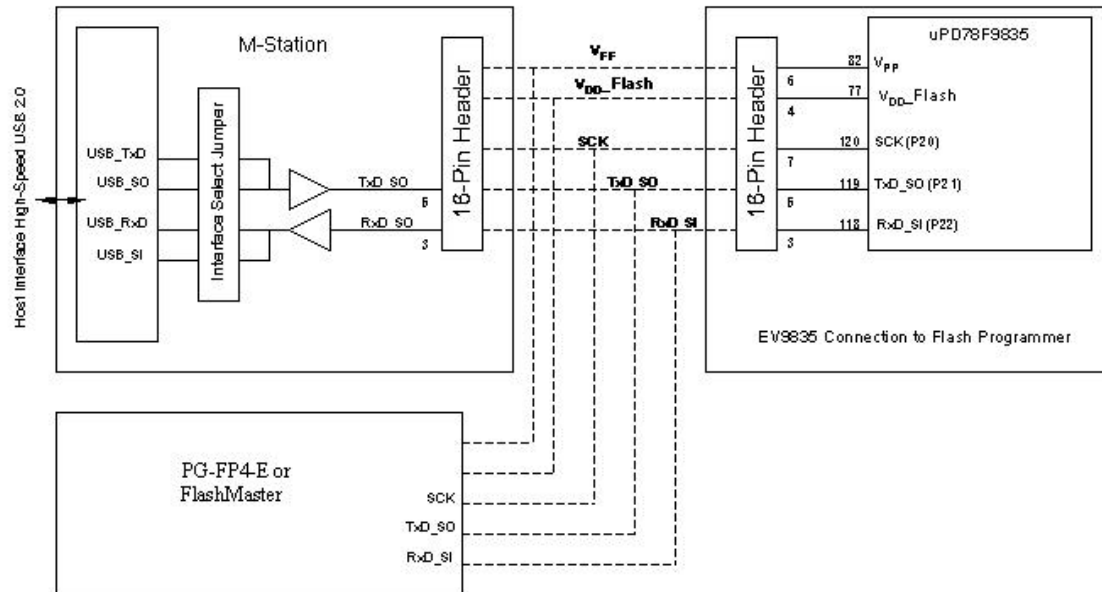 Host Interface High-Speed USB 2.0
M-Station
USB_TxD
USB_SO
USB_RxD
USB_SI
Interface Select Jumper
TxD_SO
RxD_SO
3
16-Pin Header
VDD_Flash
SCK
TxD_SO
RxD_SI
16-Pin Header
6
4
7
3
uPD78F9835
82 VPP
77 VDD_Flash
120 SCK(P20)
119 TxD_SO(P21)
118 RxD_SI(P22)
EV9835 Connection to Flash Programmer
PG-FP4-E or
FlashMaster
SCK
TxD_SO
RxD_SI